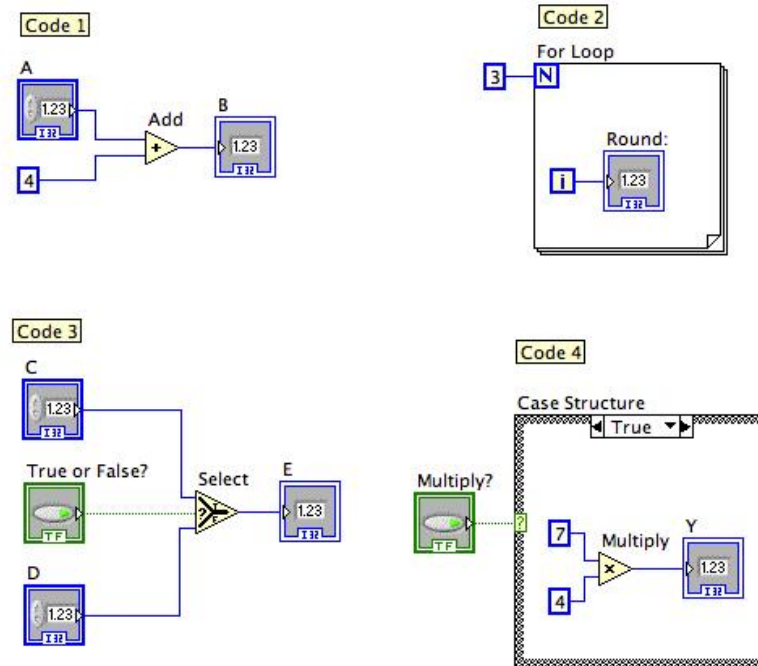 Code 1
A
1.23
I32
4
Add
+
B
1.23
I32
Code 2
For Loop
3
N
Round:
i
1.23
I32
Code 3
C
1.23
I32
True or False?
TF
D
1.23
I32
Select
?
T
F
E
1.23
I32
Code 4
Case Structure
True
Multiply?
TF
?
7
4
Multiply
x
Y
1.23
I32